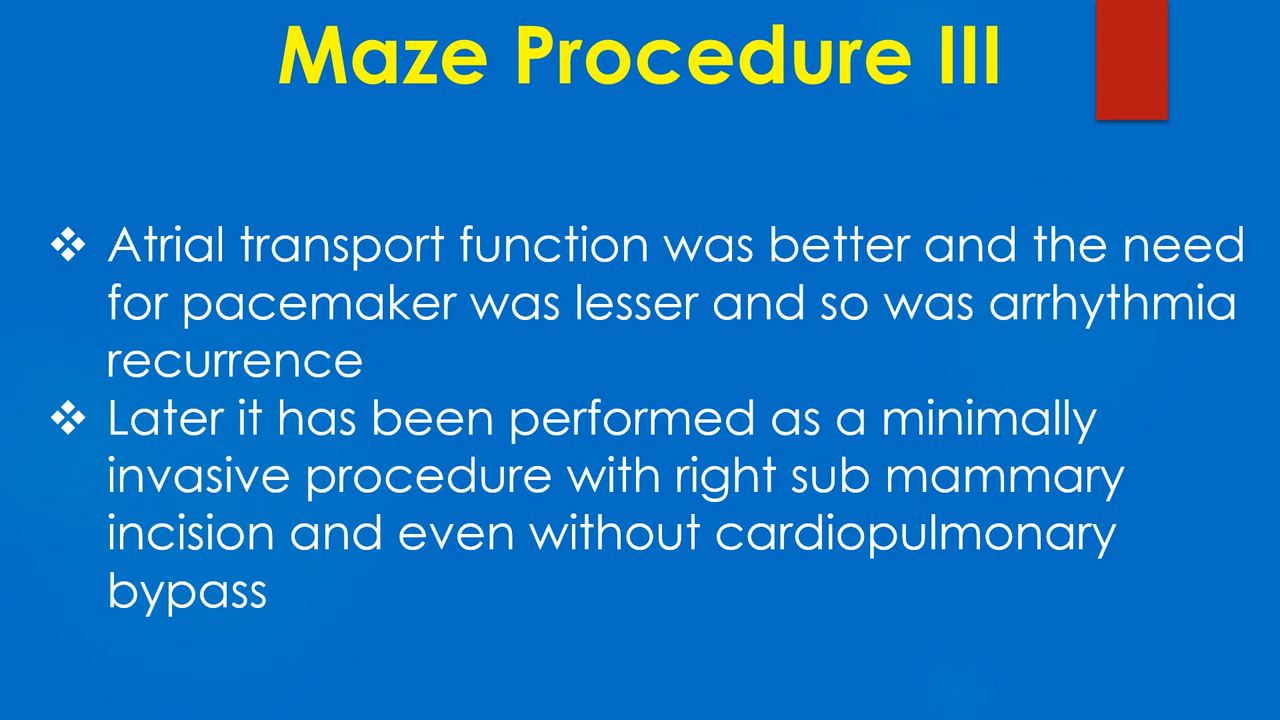 Maze Procedure III
❖ Atrial transport function was better and the need
for pacemaker was lesser and so was arrhythmia
recurrence
❖ Later it has been performed as a minimally
invasive procedure with right sub mammary
incision and even without cardiopulmonary
bypass